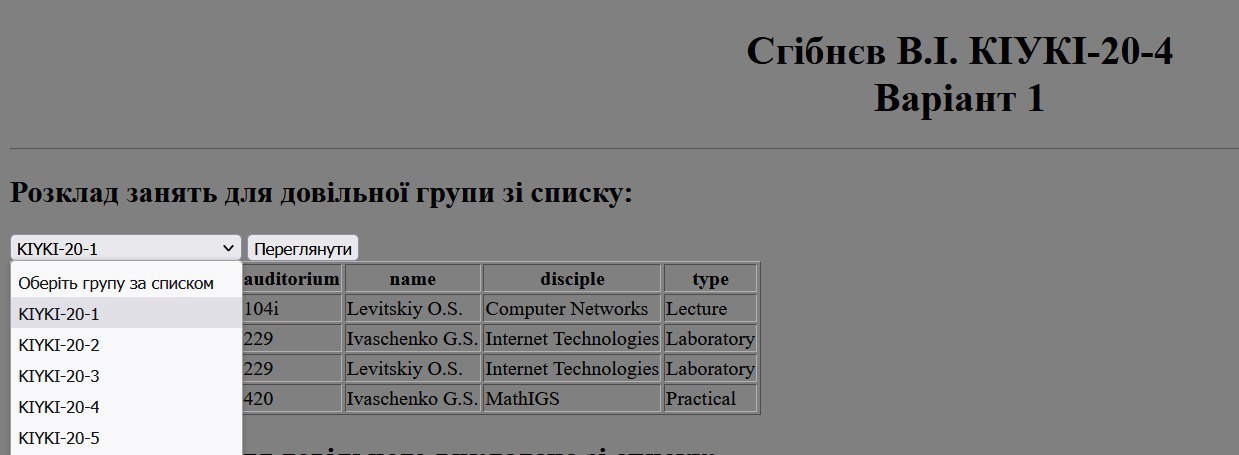 Сгібнєв В.І. КІУКІ-20-4
Варіант 1
Розклад занять для довільної групи зі списку:
KIYKI-20-1 Переглянути
Оберіть групу за списком
KIYKI-20-1
KIYKI-20-2
KIYKI-20-3
KIYKI-20-4
KIYKI-20-5
auditorium name disciple type
104i Levitskiy O.S. Computer Networks Lecture
229 Ivaschenko G.S. Internet Technologies Laboratory
229 Levitskiy O.S. Internet Technologies Laboratory
420 Ivaschenko G.S. MathIGS Practical